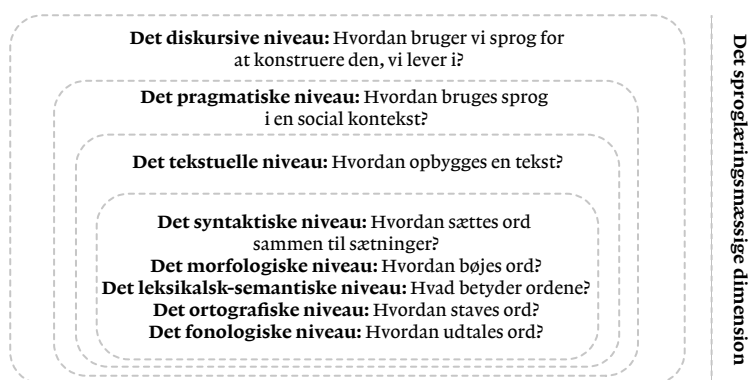 Det diskursive niveau: Hvordan bruger vi sprog for
at konstruere den, vi lever i?
Det pragmatiske niveau: Hvordan bruges sprog
i en social kontekst?
Det tekstuelle niveau: Hvordan opbygges en tekst?
Det syntaktiske niveau: Hvordan sættes ord
sammen til sætninger?
Det morfologiske niveau: Hvordan bøjes ord?
Det leksikalsk-semantiske niveau: Hvad betyder ordene?
Det ortografiske niveau: Hvordan staves ord?
Det fonologiske niveau: Hvordan udtales ord?
Det sproglæringsmæssige dimension